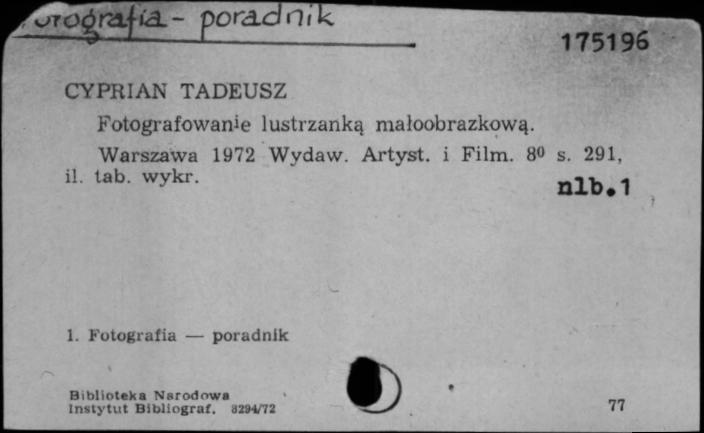 fotografia - poradnik
175196
CYPRIAN TADEUSZ
Fotografowanie lustrzanką małoobrazkową.
Warszawa 1972 Wydaw. Artyst. i Film. 8⁰ s. 291,
il. tab. wykr.
nlb.1
1. Fotografia — poradnik
Biblioteka Narodowa
Instytut Bibliograf. 8294/72
77